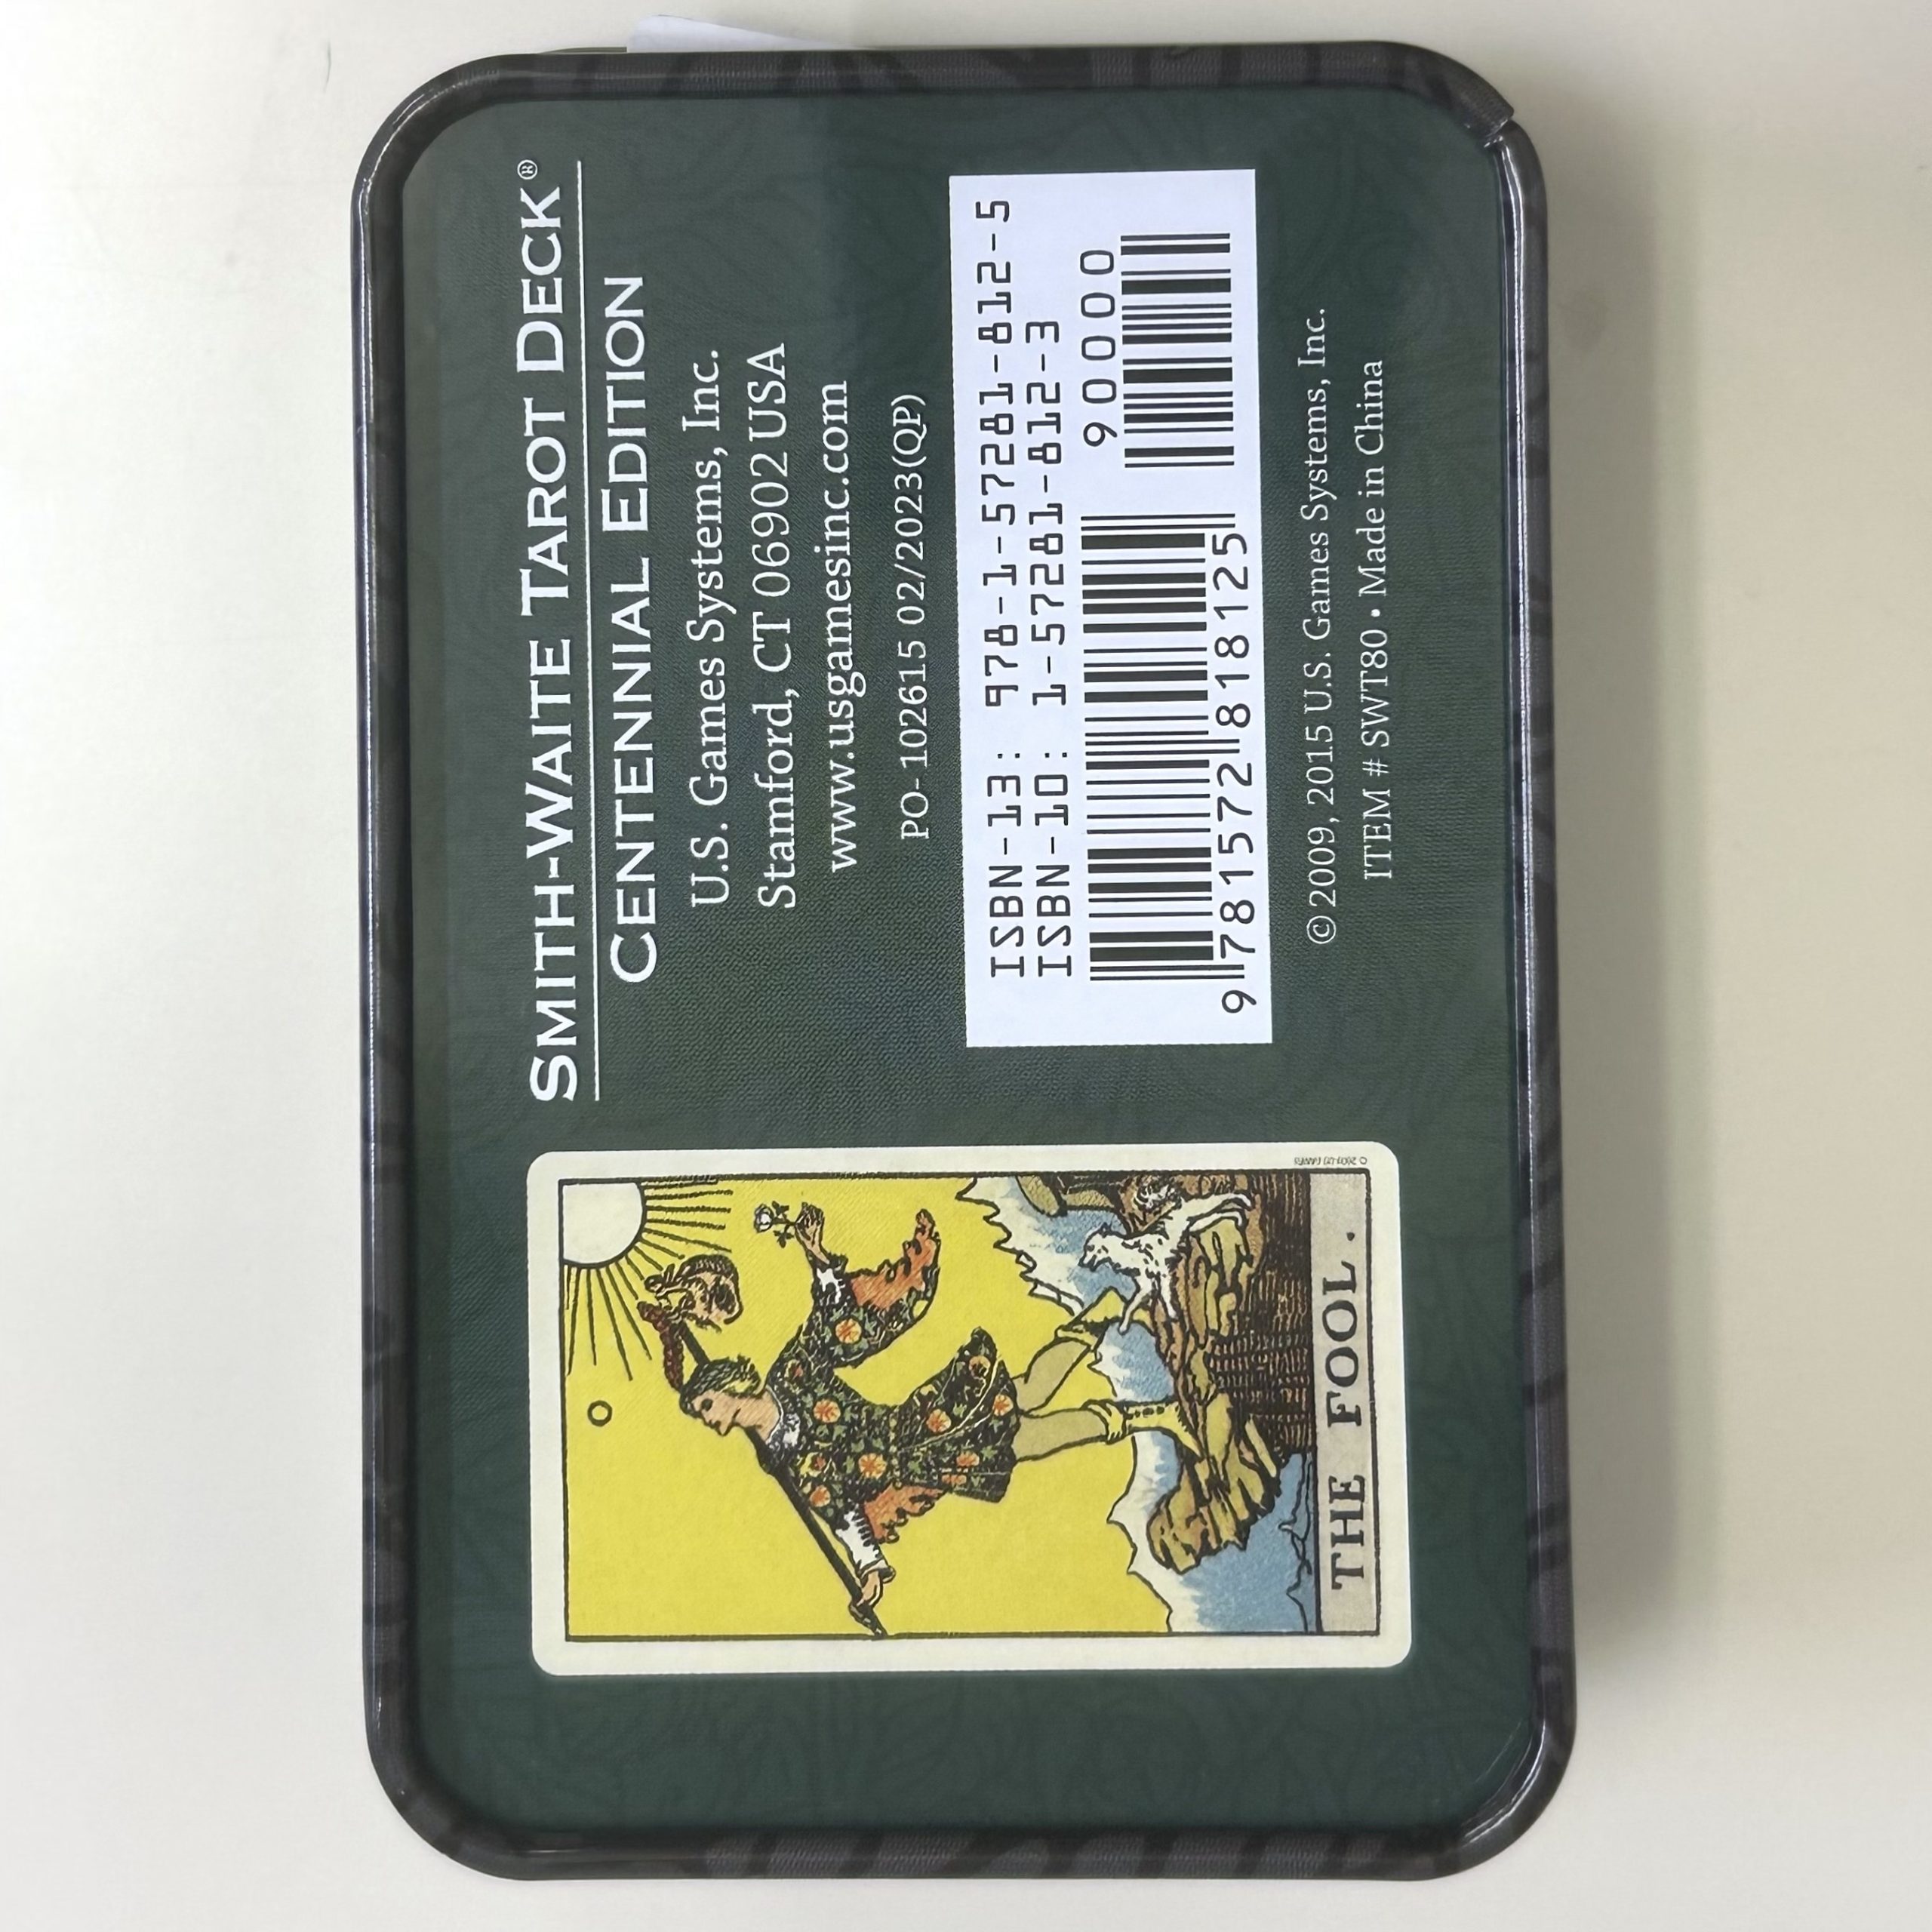 SMITH-WAITE TAROT DECK®
CENTENNIAL EDITION
U.S. Games Systems, Inc.
Stamford, CT 06902 USA
www.usgamesinc.com
PO- 102615 02/2023(QP)
ISBN-13: 978-1-57281-812-5
ISBN-10: 1-57281-812-3
90000
9 781572 818125
©2009, 2015 U.S. Games Systems, Inc.
ITEM # SWT80 • Made in China
0
THE FOOL.